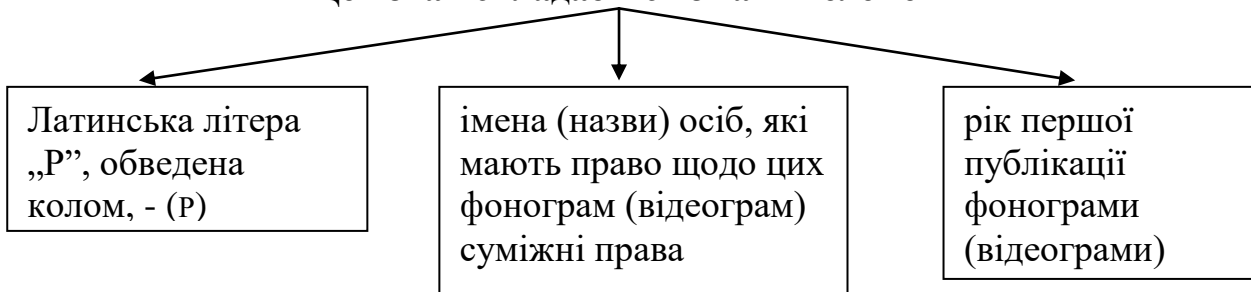 Латинська літера
„Р”, обведена
колом, - (Р)
імена (назви) осіб, які
мають право щодо цих
фонограм (відеограм)
суміжні права
рік першої
публікації
фонограми
(відеограми)